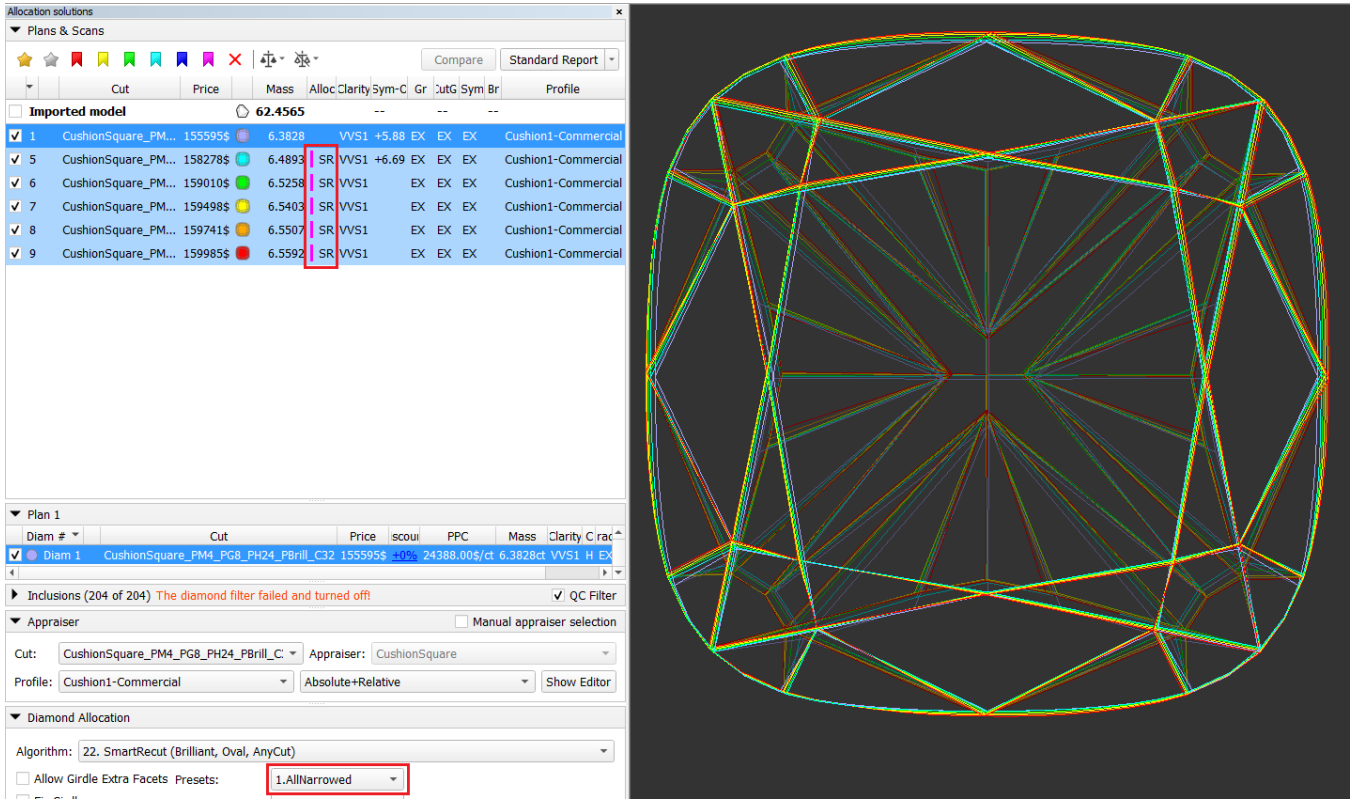 Allocation solutions ×
Plans & Scans
Compare Standard Report
Cut Price Mass Alloc Clarity Sym-C Gr CutG Sym Br Profile
Imported model 62.4565 -- -- --
1 CushionSquare_PM... 155595$ 6.3828 VVS1 +5.88 EX EX EX Cushion1-Commercial
5 CushionSquare_PM... 158278$ 6.4893 SR VVS1 +6.69 EX EX EX Cushion1-Commercial
6 CushionSquare_PM... 159010$ 6.5258 SR VVS1 EX EX EX Cushion1-Commercial
7 CushionSquare_PM... 159498$ 6.5403 SR VVS1 EX EX EX Cushion1-Commercial
8 CushionSquare_PM... 159741$ 6.5507 SR VVS1 EX EX EX Cushion1-Commercial
9 CushionSquare_PM... 159985$ 6.5592 SR VVS1 EX EX EX Cushion1-Commercial
Plan 1
Diam # Cut Price iscoui PPC Mass Clarity C rac
Diam 1 CushionSquare_PM4_PG8_PH24_PBrill_C32 155595$ +0% 24388.00$/ct 6.3828ct VVS1 H EX
Inclusions (204 of 204) The diamond filter failed and turned off! QC Filter
Appraiser Manual appraiser selection
Cut: CushionSquare_PM4_PG8_PH24_PBrill_C: Appraiser: CushionSquare
Profile: Cushion1-Commercial Absolute+Relative Show Editor
Diamond Allocation
Algorithm: 22. SmartRecut (Brilliant, Oval, AnyCut)
Allow Girdle Extra Facets Presets: 1.AllNarrowed